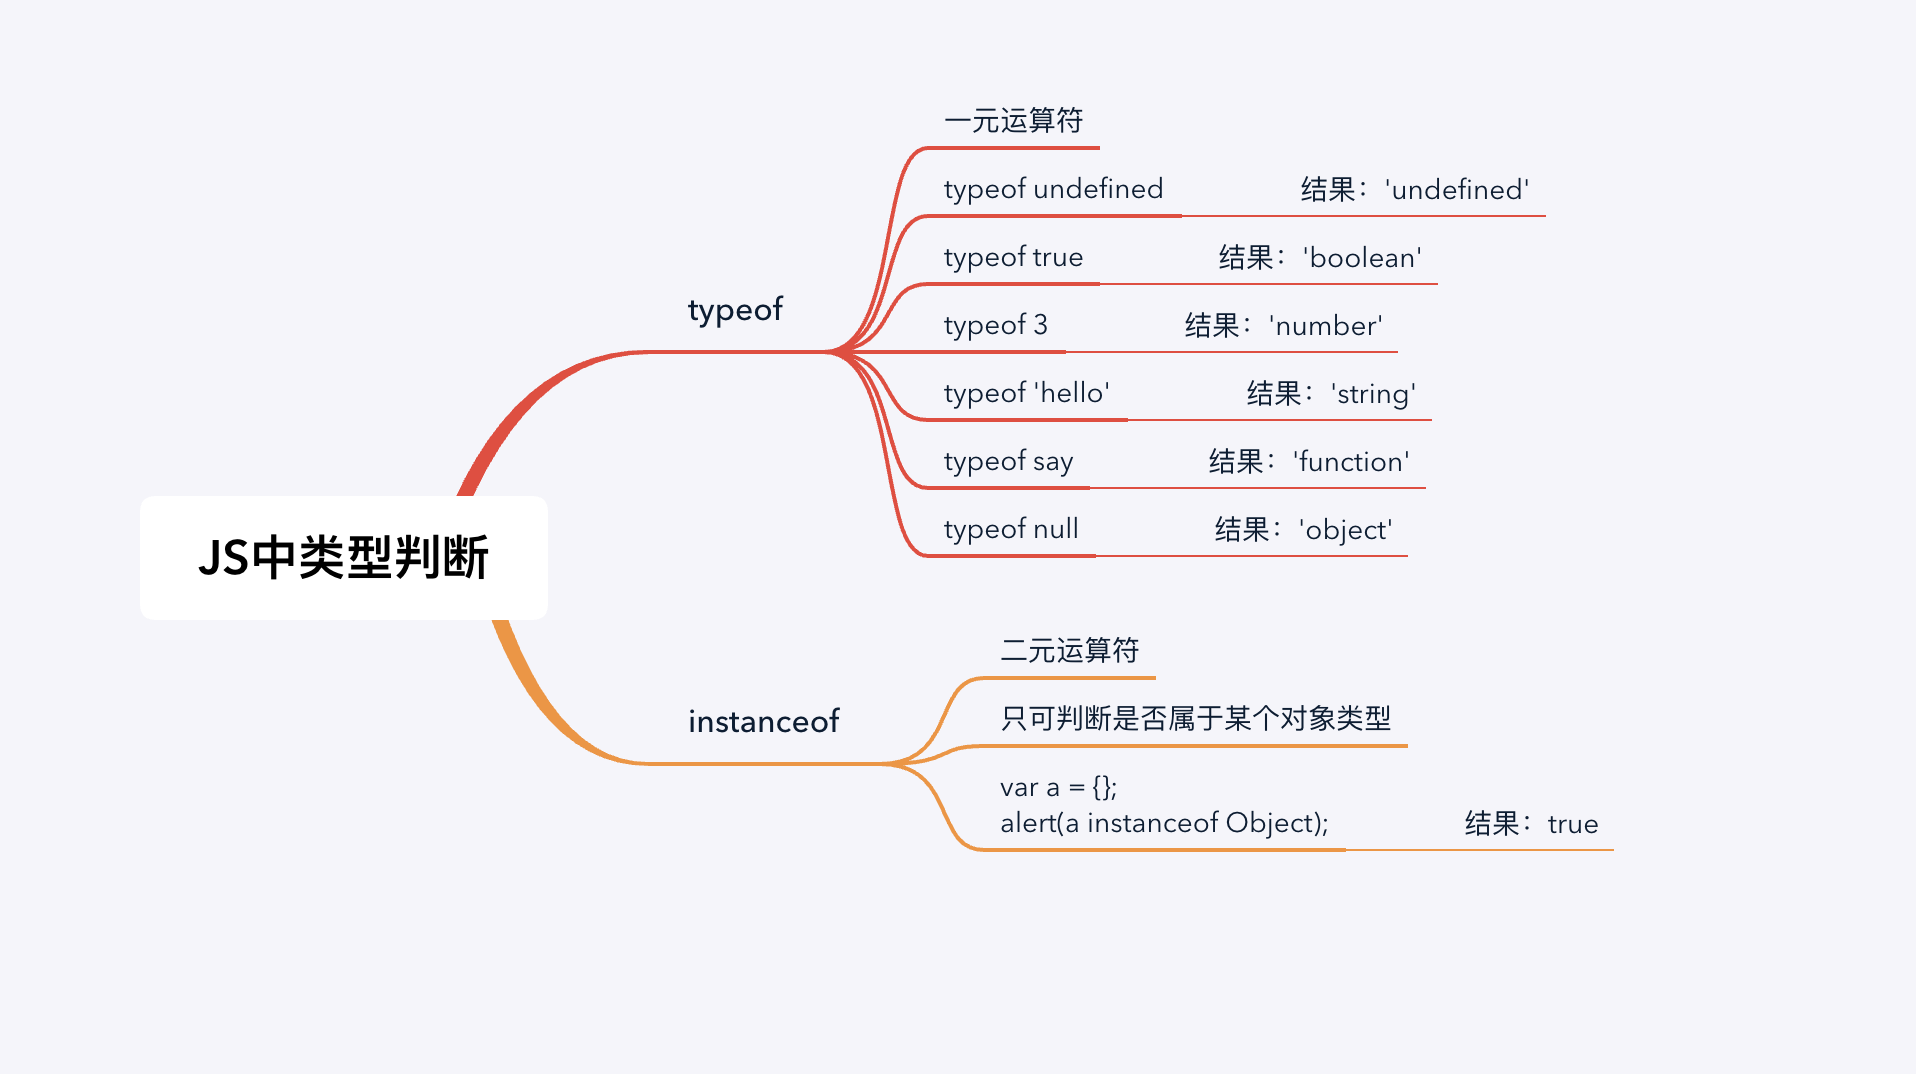 JS中类型判断
typeof
一元运算符
typeof undefined 结果：'undefined'
typeof true 结果：'boolean'
typeof 3 结果：'number'
typeof 'hello' 结果：'string'
typeof say 结果：'function'
typeof null 结果：'object'
instanceof
二元运算符
只可判断是否属于某个对象类型
var a = {};
alert(a instanceof Object); 结果：true